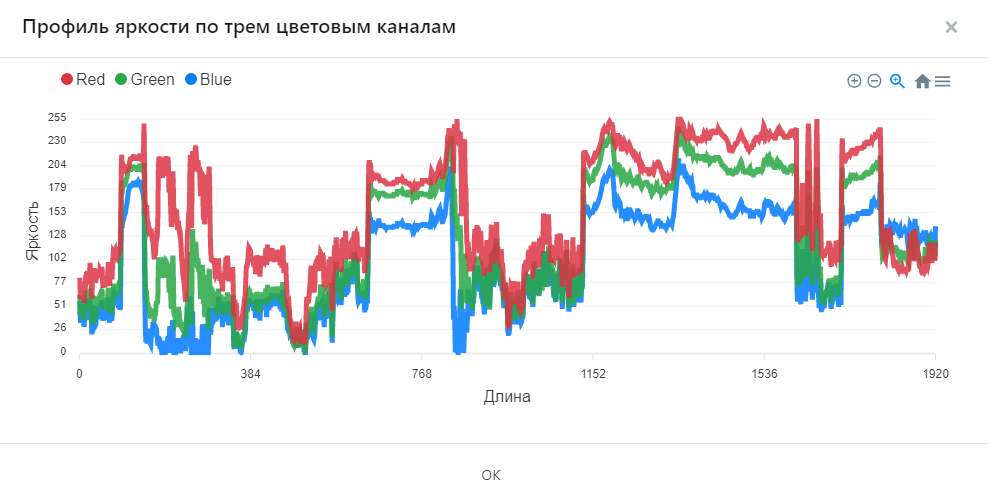 Профиль яркости по трем цветовым каналам ×
Red Green Blue
255
230
204
179
153
128
102
77
51
26
0
Яркость
0 384 768 1152 1536 1920
Длина
OK